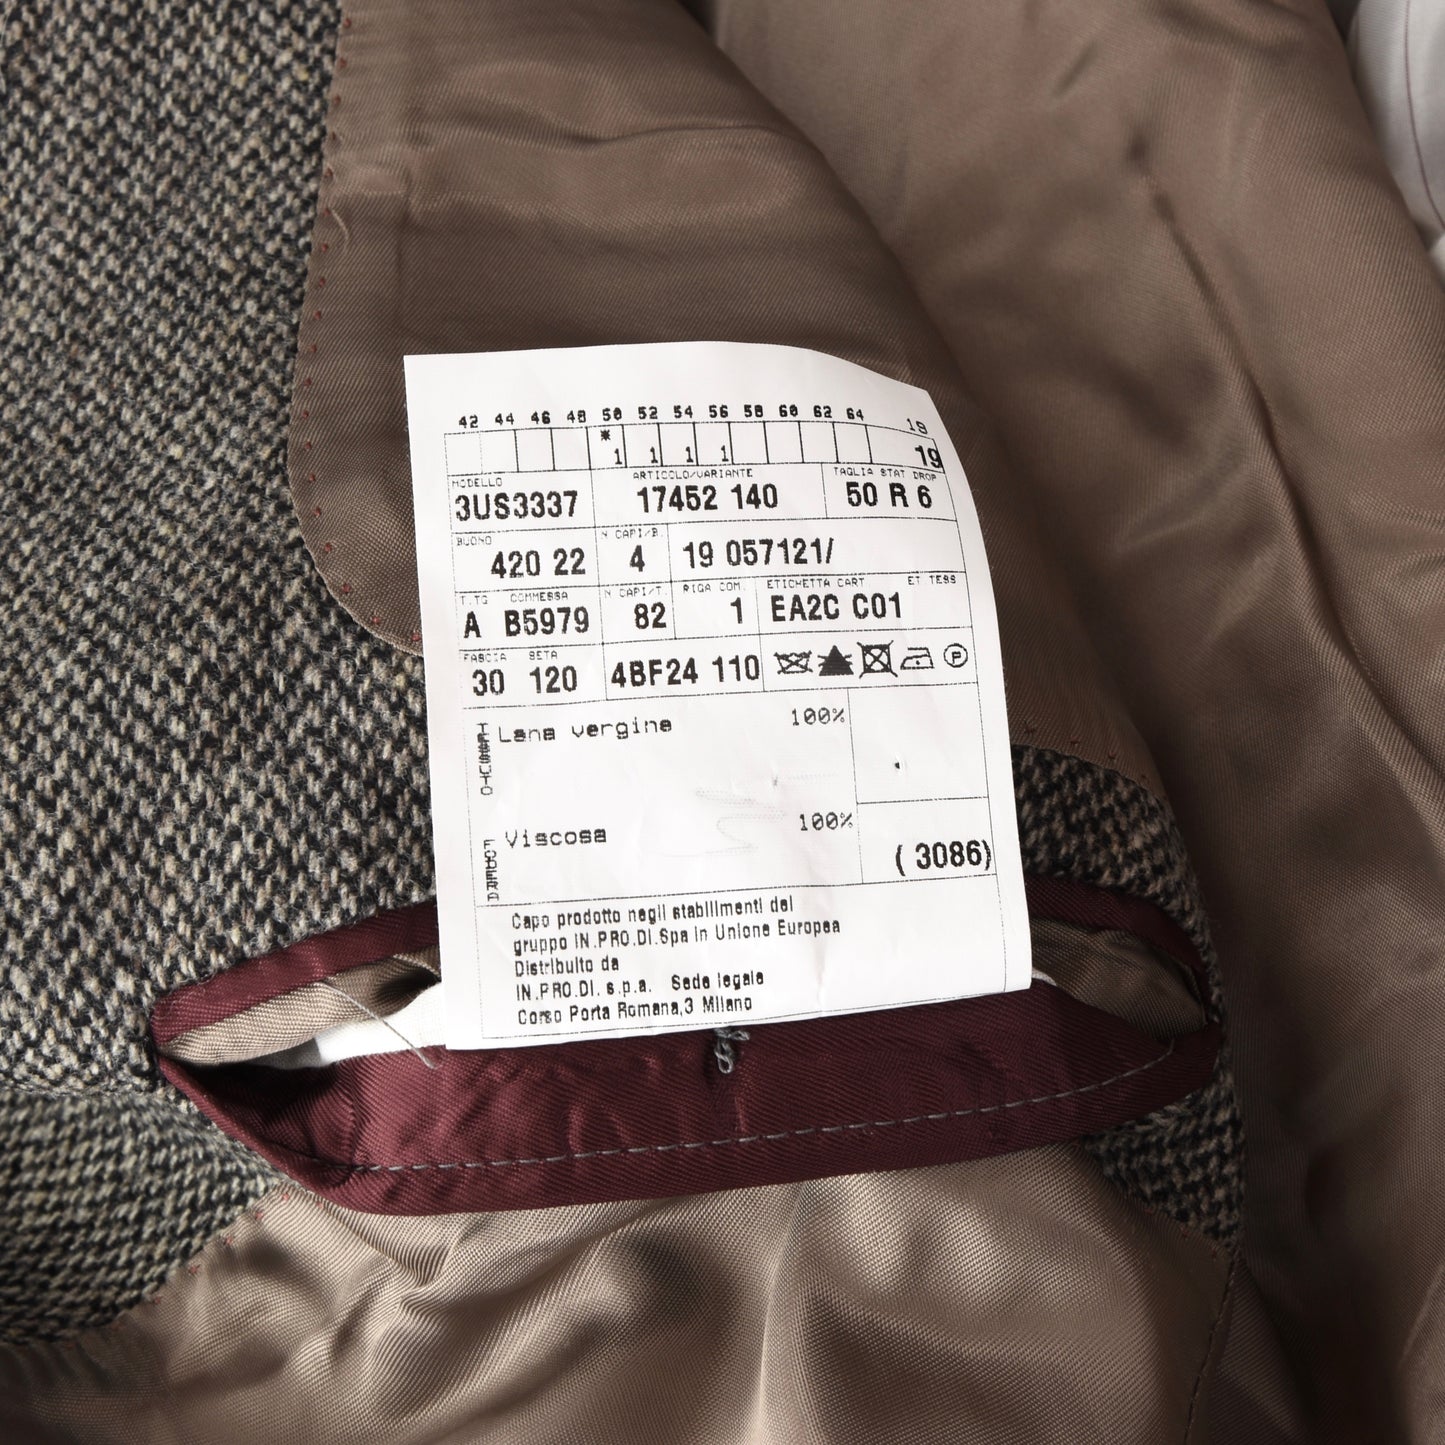 42 44 46 48 50 52 54 56 58 60 62 64 19
* 1 1 1 1 19
MODELLO ARTICOLO/VARIANTE TAGLIA STAT DROP
3US3337 17452 140 50 R 6
BUONO N CAPI/B.
420 22 4 19 057121/
T.TG COMMESSA N CAPI/T. RIGA COM. ETICHETTA CART ET TESS
A B5979 82 1 EA2C C01
FASCIA SETA
30 120 4BF24 110 P
TESSUTO Lana vergine 100%
FODERA Viscosa 100%
( 3086)
Capo prodotto negli stabilimenti del
gruppo IN.PRO.DI.Spa in Unione Europea
Distribuito da
IN.PRO.DI. s.p.a. Sede legale
Corso Porta Romana,3 Milano